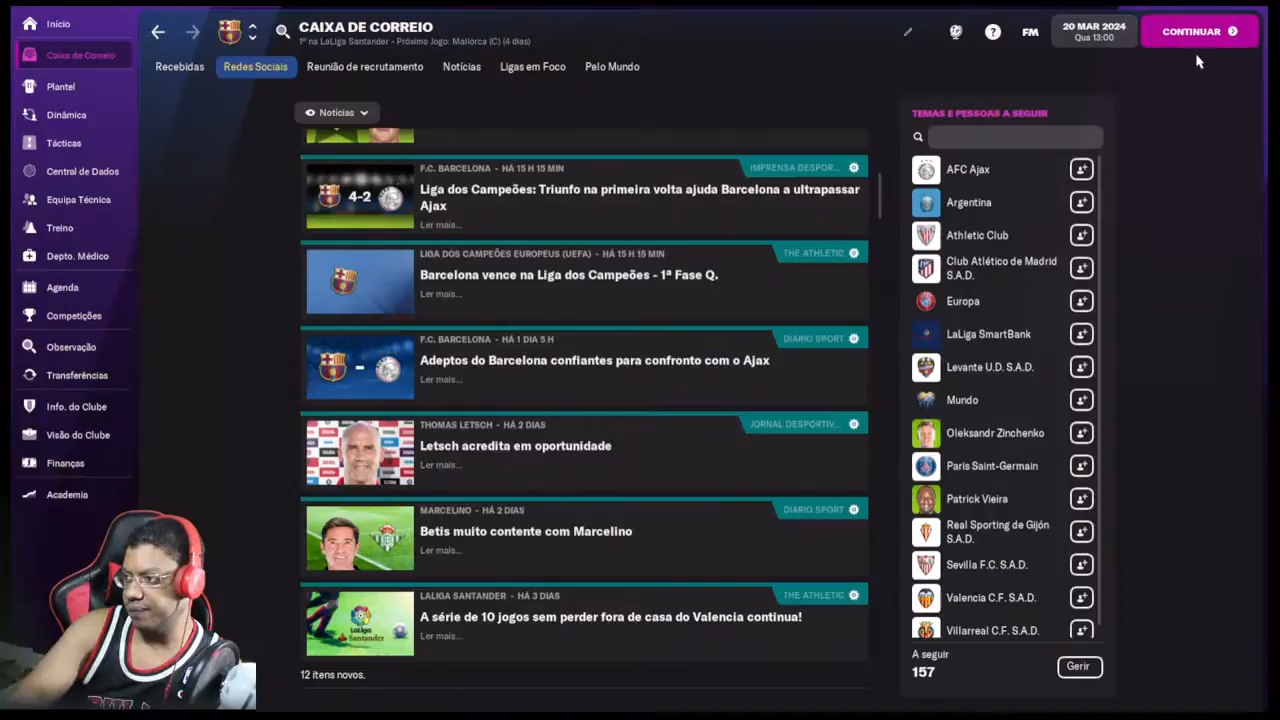 Início
Caixa de Correio
Plantel
Dinâmica
Tácticas
Central de Dados
Equipa Técnica
Treino
Depto. Médico
Agenda
Competições
Observação
Transferências
Info. do Clube
Visão do Clube
Finanças
Academia
CAIXA DE CORREIO
1º na LaLiga Santander - Próximo Jogo: Mallorca (C) (4 dias)
FM
20 MAR 2024
Qua 13:00
CONTINUAR
Recebidas
Redes Sociais
Reunião de recrutamento
Notícias
Ligas em Foco
Pelo Mundo
Notícias
F.C. BARCELONA - HÁ 15 H 15 MIN
IMPRENSA DESPOR...
4-2
Liga dos Campeões: Triunfo na primeira volta ajuda Barcelona a ultrapassar
Ajax
Ler mais...
LIGA DOS CAMPEÕES EUROPEUS (UEFA) - HÁ 15 H 15 MIN
THE ATHLETIC
Barcelona vence na Liga dos Campeões - 1ª Fase Q.
Ler mais...
F.C. BARCELONA - HÁ 1 DIA 5 H
DIÁRIO SPORT
-
Adeptos do Barcelona confiantes para confronto com o Ajax
Ler mais...
THOMAS LETSCH - HÁ 2 DIAS
JORNAL DESPORTIV...
Letsch acredita em oportunidade
Ler mais...
MARCELINO - HÁ 2 DIAS
DIÁRIO SPORT
Betis muito contente com Marcelino
Ler mais...
LALIGA SANTANDER - HÁ 3 DIAS
THE ATHLETIC
A série de 10 jogos sem perder fora de casa do Valencia continua!
Ler mais...
12 itens novos.
TEMAS E PESSOAS A SEGUIR
AFC Ajax
Argentina
Athletic Club
Club Atlético de Madrid
S.A.D.
Europa
LaLiga SmartBank
Levante U.D. S.A.D.
Mundo
Oleksandr Zinchenko
Paris Saint-Germain
Patrick Vieira
Real Sporting de Gijón
S.A.D.
Sevilla F.C. S.A.D.
Valencia C.F. S.A.D.
Villarreal C.F. S.A.D.
A seguir
157
Gerir